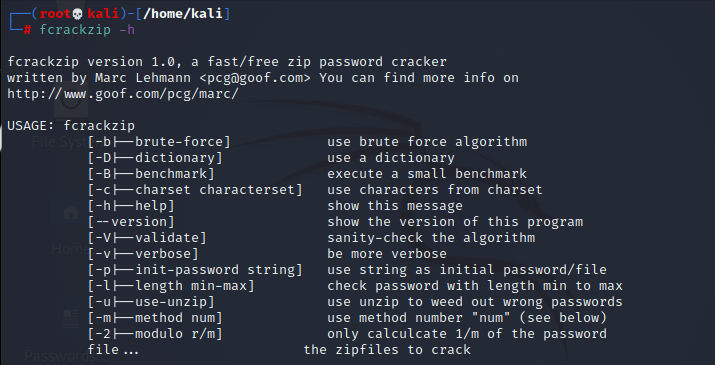 ┌──(root💀kali)-[/home/kali]
└─# fcrackzip -h
fcrackzip version 1.0, a fast/free zip password cracker
written by Marc Lehmann <pcg@goof.com> You can find more info on
http://www.goof.com/pcg/marc/
USAGE: fcrackzip
[-b|--brute-force] use brute force algorithm
[-D|--dictionary] use a dictionary
[-B|--benchmark] execute a small benchmark
[-c|--charset characterset] use characters from charset
[-h|--help] show this message
[--version] show the version of this program
[-V|--validate] sanity-check the algorithm
[-v|--verbose] be more verbose
[-p|--init-password string] use string as initial password/file
[-l|--length min-max] check password with length min to max
[-u|--use-unzip] use unzip to weed out wrong passwords
[-m|--method num] use method number "num" (see below)
[-2|--modulo r/m] only calculcate 1/m of the password
file... the zipfiles to crack
File Sys
Hom
Passwords